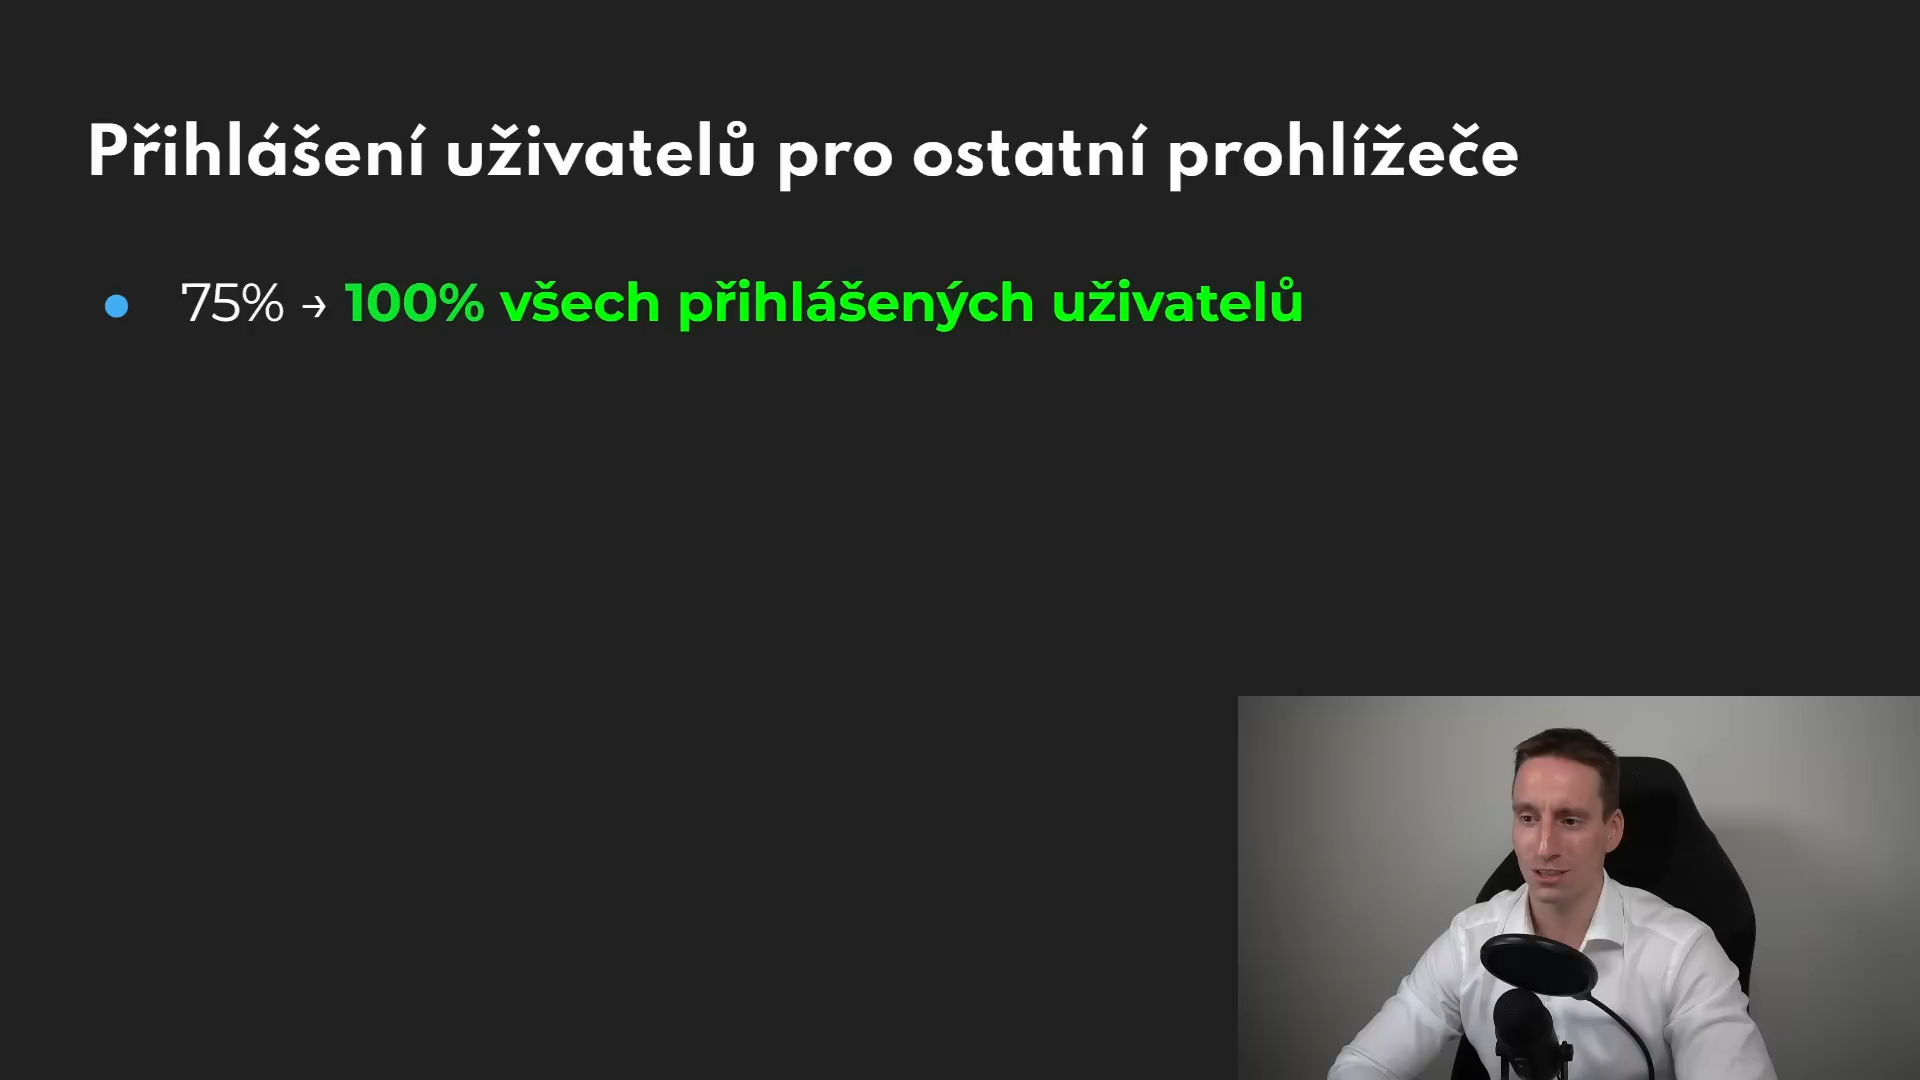 Přihlášení uživatelů pro ostatní prohlížeče
● 75% → 100% všech přihlášených uživatelů